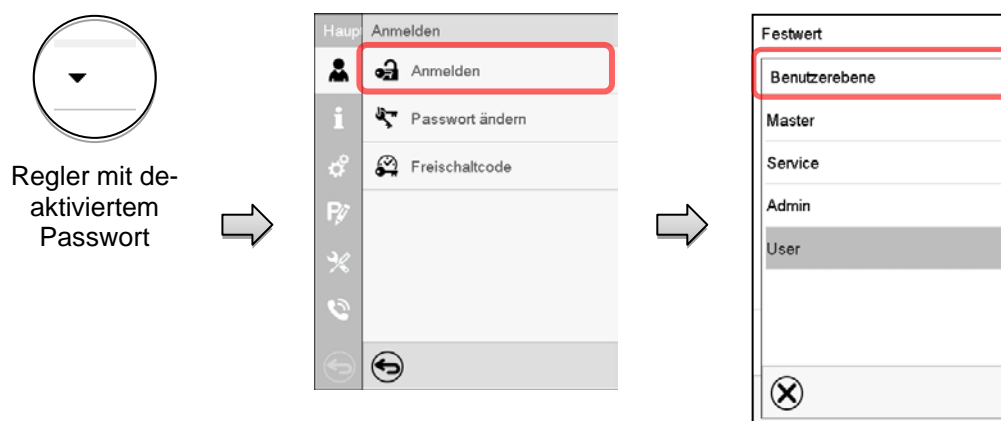 Regler mit de-
aktiviertem
Passwort
Haup
Anmelden
Anmelden
Passwort ändern
Freischaltcode
Festwert
Benutzerebene
Master
Service
Admin
User